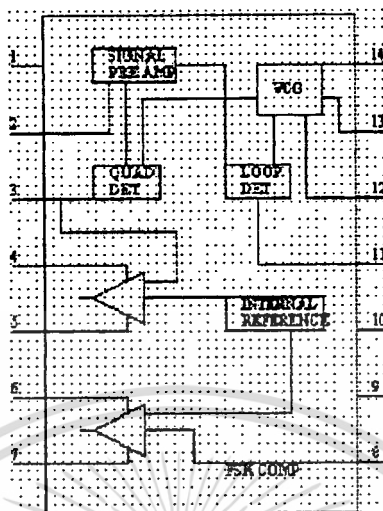 1
SIGNAL
PREAMP
14
VCO
2
13
3
QUAD
DET
LOOP
DET
12
4
11
INTERNAL
REFERENCE
5
10
6
9
7
FSK COMP
8